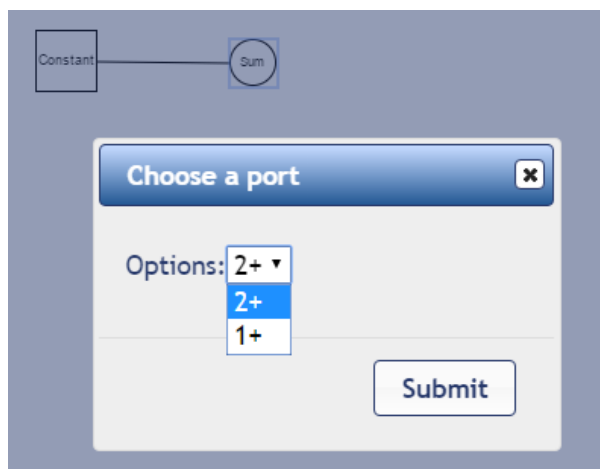 Constant
Sum
Choose a port
Options: 2+
2+
1+
Submit